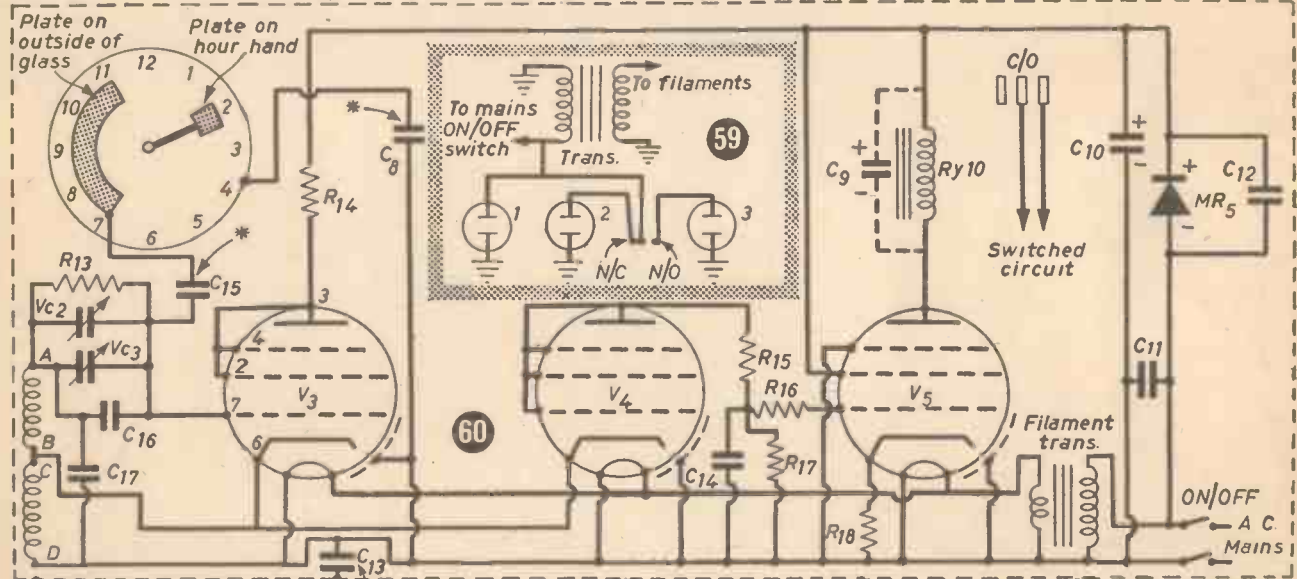 Plate on
outside of
glass
Plate on
hour hand
12
1
2
3
4
5
6
7
8
9
10
11
*
C8
R14
To filaments
To mains
ON/OFF
switch
Trans.
59
1
2
3
N/C
N/O
C/O
C9
+
-
Ry10
Switched
circuit
+
C10
-
+
MR5
-
C12
R13
*
C15
Vc2
Vc3
A
B
C
D
C16
C17
3
4
2
7
6
V3
60
V4
R15
R16
C14
R17
V5
R18
C11
Filament
trans.
ON/OFF
A.C.
Mains
C13